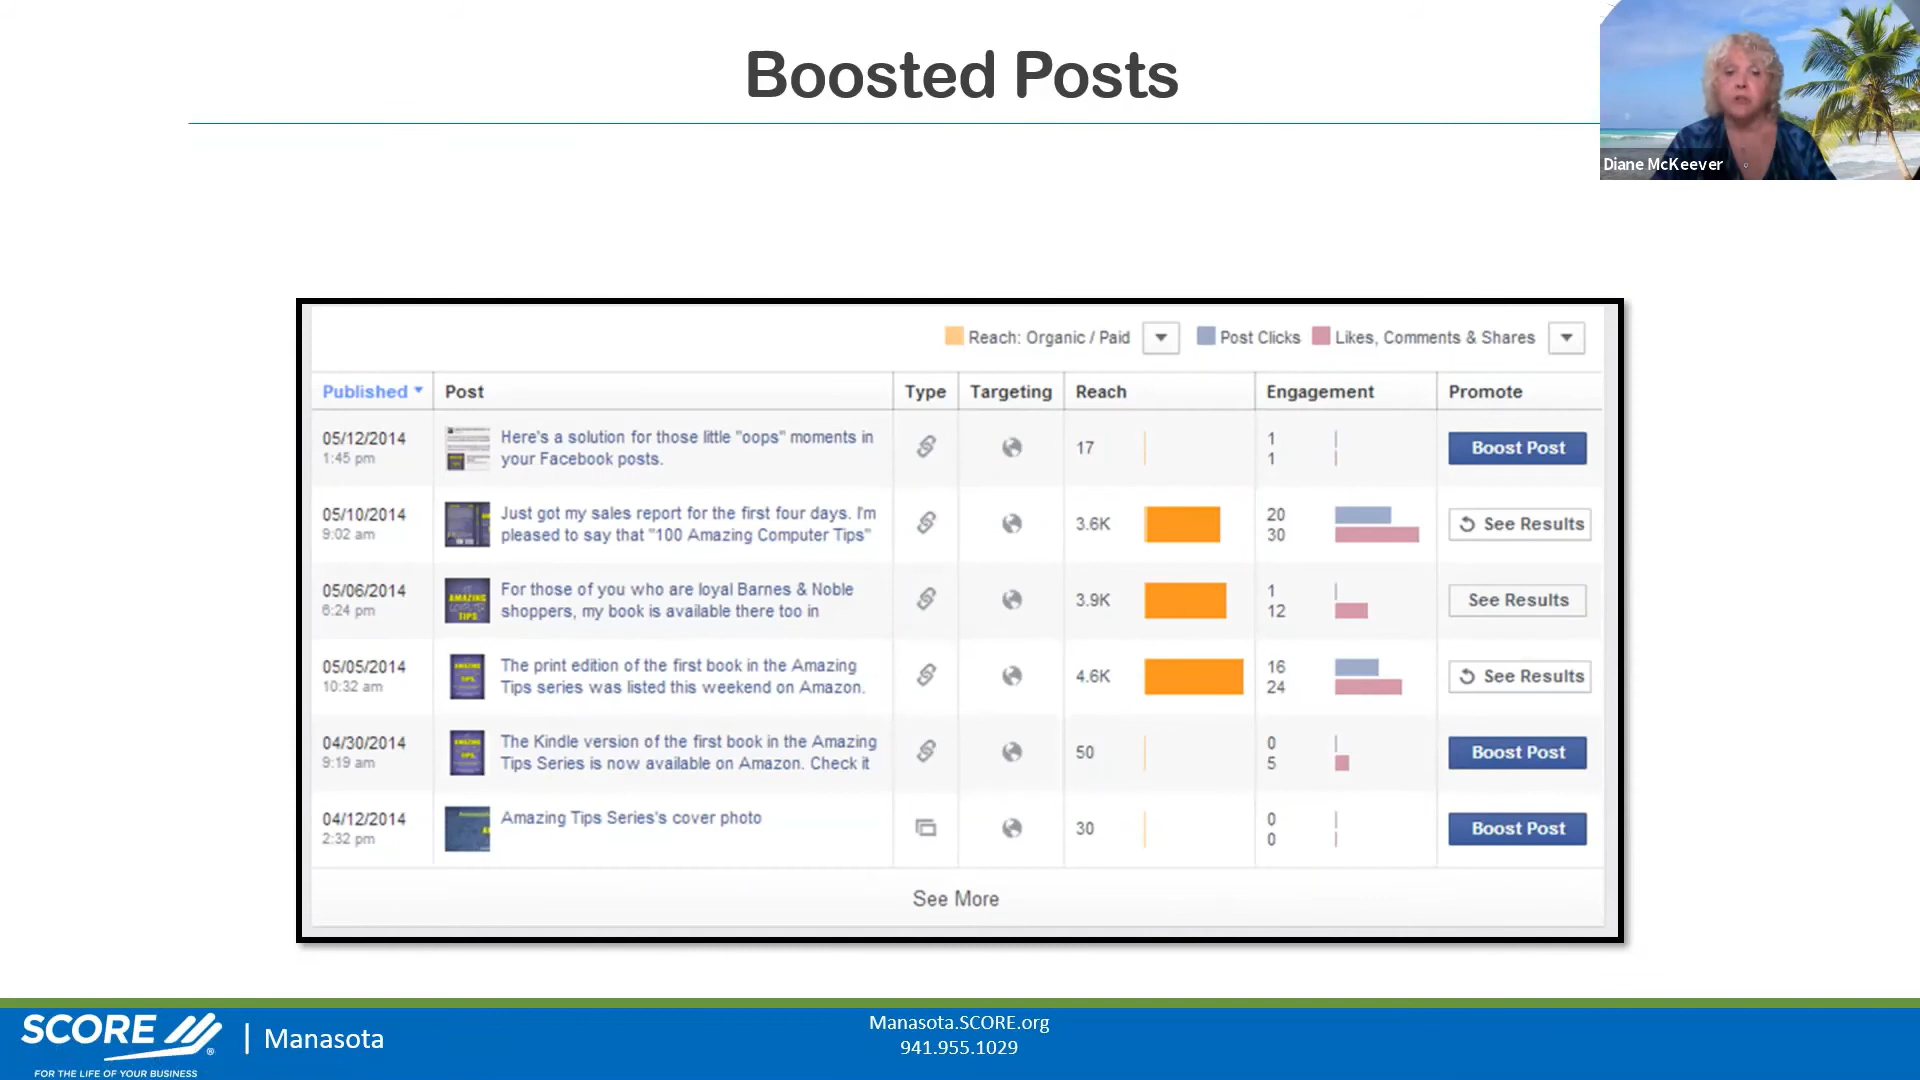 Boosted Posts
Diane McKeever
Reach: Organic / Paid Post Clicks Likes, Comments & Shares
Published Post Type Targeting Reach Engagement Promote
05/12/2014
1:45 pm
Here's a solution for those little "oops" moments in
your Facebook posts.
17
1
1
Boost Post
05/10/2014
9:02 am
Just got my sales report for the first four days. I'm
pleased to say that "100 Amazing Computer Tips"
3.6K
20
30
See Results
05/06/2014
6:24 pm
AMAZING
COMPUTER
TIPS
For those of you who are loyal Barnes & Noble
shoppers, my book is available there too in
3.9K
1
12
See Results
05/05/2014
10:32 am
AMAZING
TIPS
The print edition of the first book in the Amazing
Tips series was listed this weekend on Amazon.
4.6K
16
24
See Results
04/30/2014
9:19 am
AMAZING
TIPS
The Kindle version of the first book in the Amazing
Tips Series is now available on Amazon. Check it
50
0
5
Boost Post
04/12/2014
2:32 pm
Amazing Tips Series's cover photo
30
0
0
Boost Post
See More
SCORE ® | Manasota
FOR THE LIFE OF YOUR BUSINESS
Manasota.SCORE.org
941.955.1029